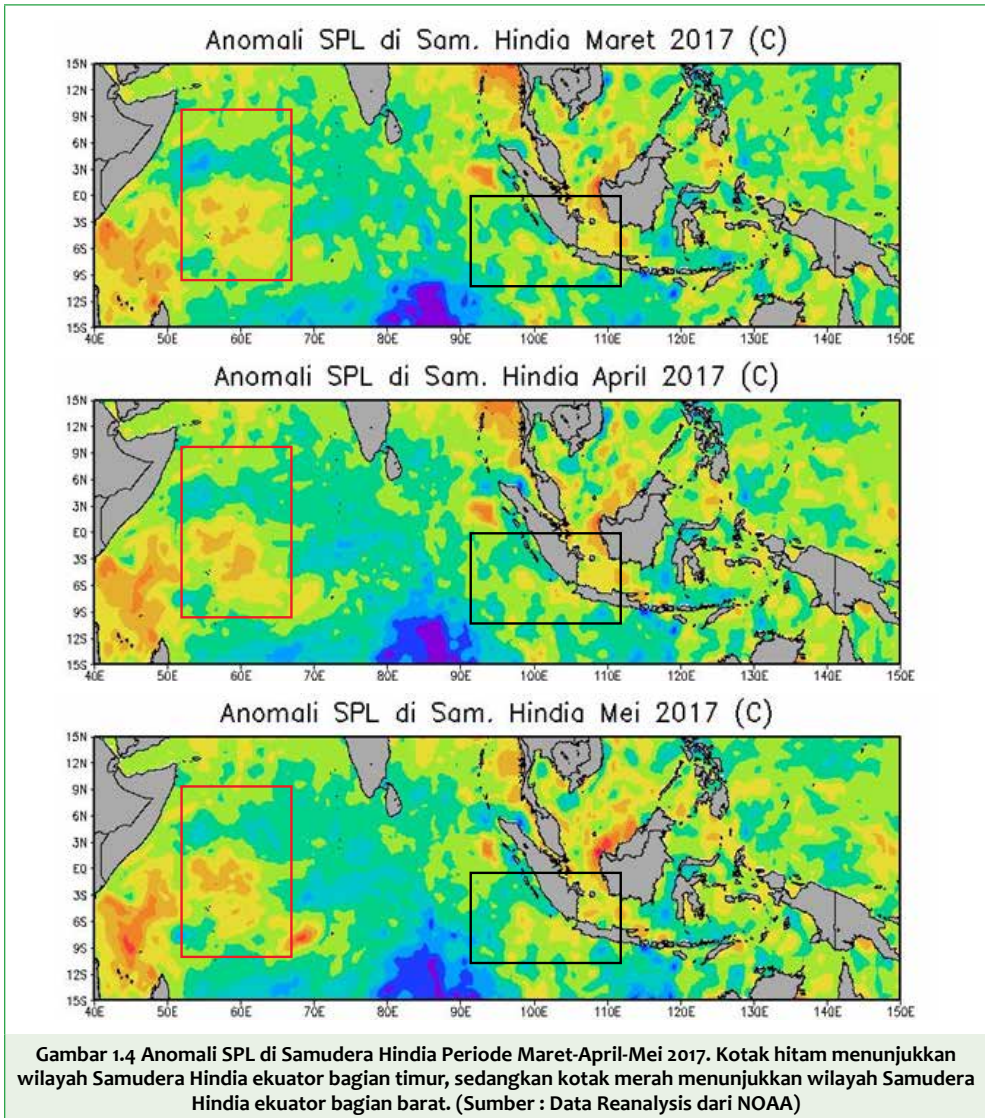 Anomali SPL di Sam. Hindia Maret 2017 (C)
15N
12N
9N
6N
3N
EQ
3S
6S
9S
12S
15S
40E 50E 60E 70E 80E 90E 100E 110E 120E 130E 140E 150E
Anomali SPL di Sam. Hindia April 2017 (C)
15N
12N
9N
6N
3N
EQ
3S
6S
9S
12S
15S
40E 50E 60E 70E 80E 90E 100E 110E 120E 130E 140E 150E
Anomali SPL di Sam. Hindia Mei 2017 (C)
15N
12N
9N
6N
3N
EQ
3S
6S
9S
12S
15S
40E 50E 60E 70E 80E 90E 100E 110E 120E 130E 140E 150E
Gambar 1.4 Anomali SPL di Samudera Hindia Periode Maret-April-Mei 2017. Kotak hitam menunjukkan
wilayah Samudera Hindia ekuator bagian timur, sedangkan kotak merah menunjukkan wilayah Samudera
Hindia ekuator bagian barat. (Sumber : Data Reanalysis dari NOAA)